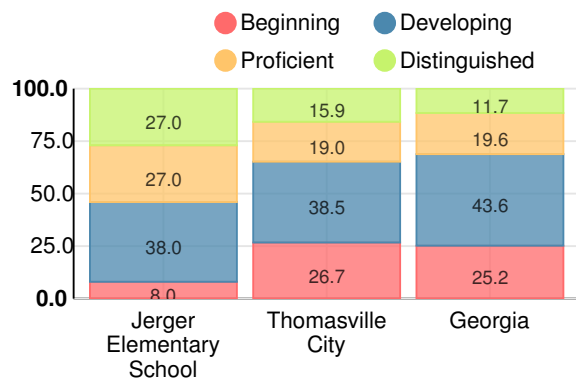 Beginning
Developing
Proficient
Distinguished
100.0
75.0
50.0
25.0
0.0
27.0
27.0
38.0
8.0
15.9
19.0
38.5
26.7
11.7
19.6
43.6
25.2
Jerger
Elementary
School
Thomasville
City
Georgia